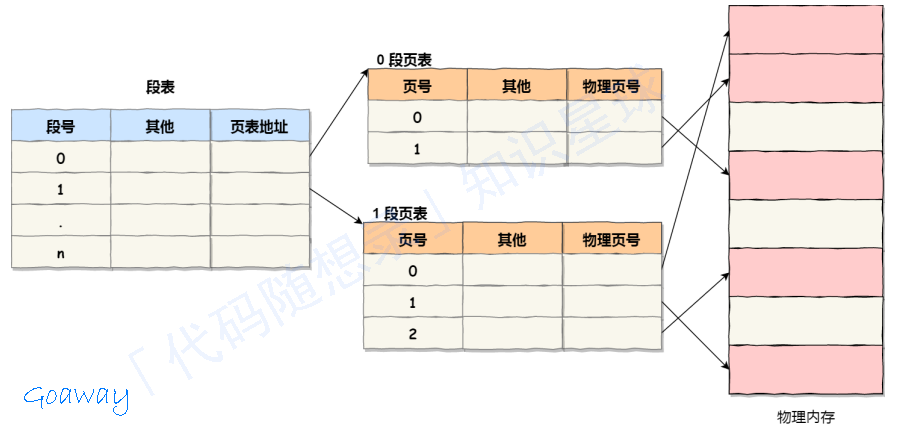 段表
段号 其他 页表地址
0
1
.
n
0 段页表
页号 其他 物理页号
0
1
1 段页表
页号 其他 物理页号
0
1
2
物理内存
「代码随想录」知识星球
Goaway